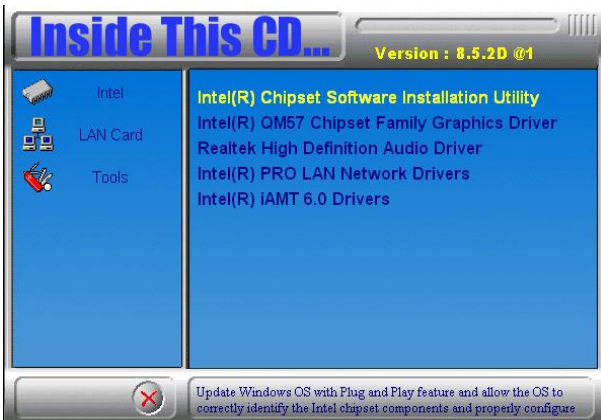 Inside This CD...
Version : 8.5.2D @1
Intel
LAN Card
Tools
Intel(R) Chipset Software Installation Utility
Intel(R) QM57 Chipset Family Graphics Driver
Realtek High Definition Audio Driver
Intel(R) PRO LAN Network Drivers
Intel(R) iAMT 6.0 Drivers
Update Windows OS with Plug and Play feature and allow the OS to
correctly identify the Intel chipset components and properly configure